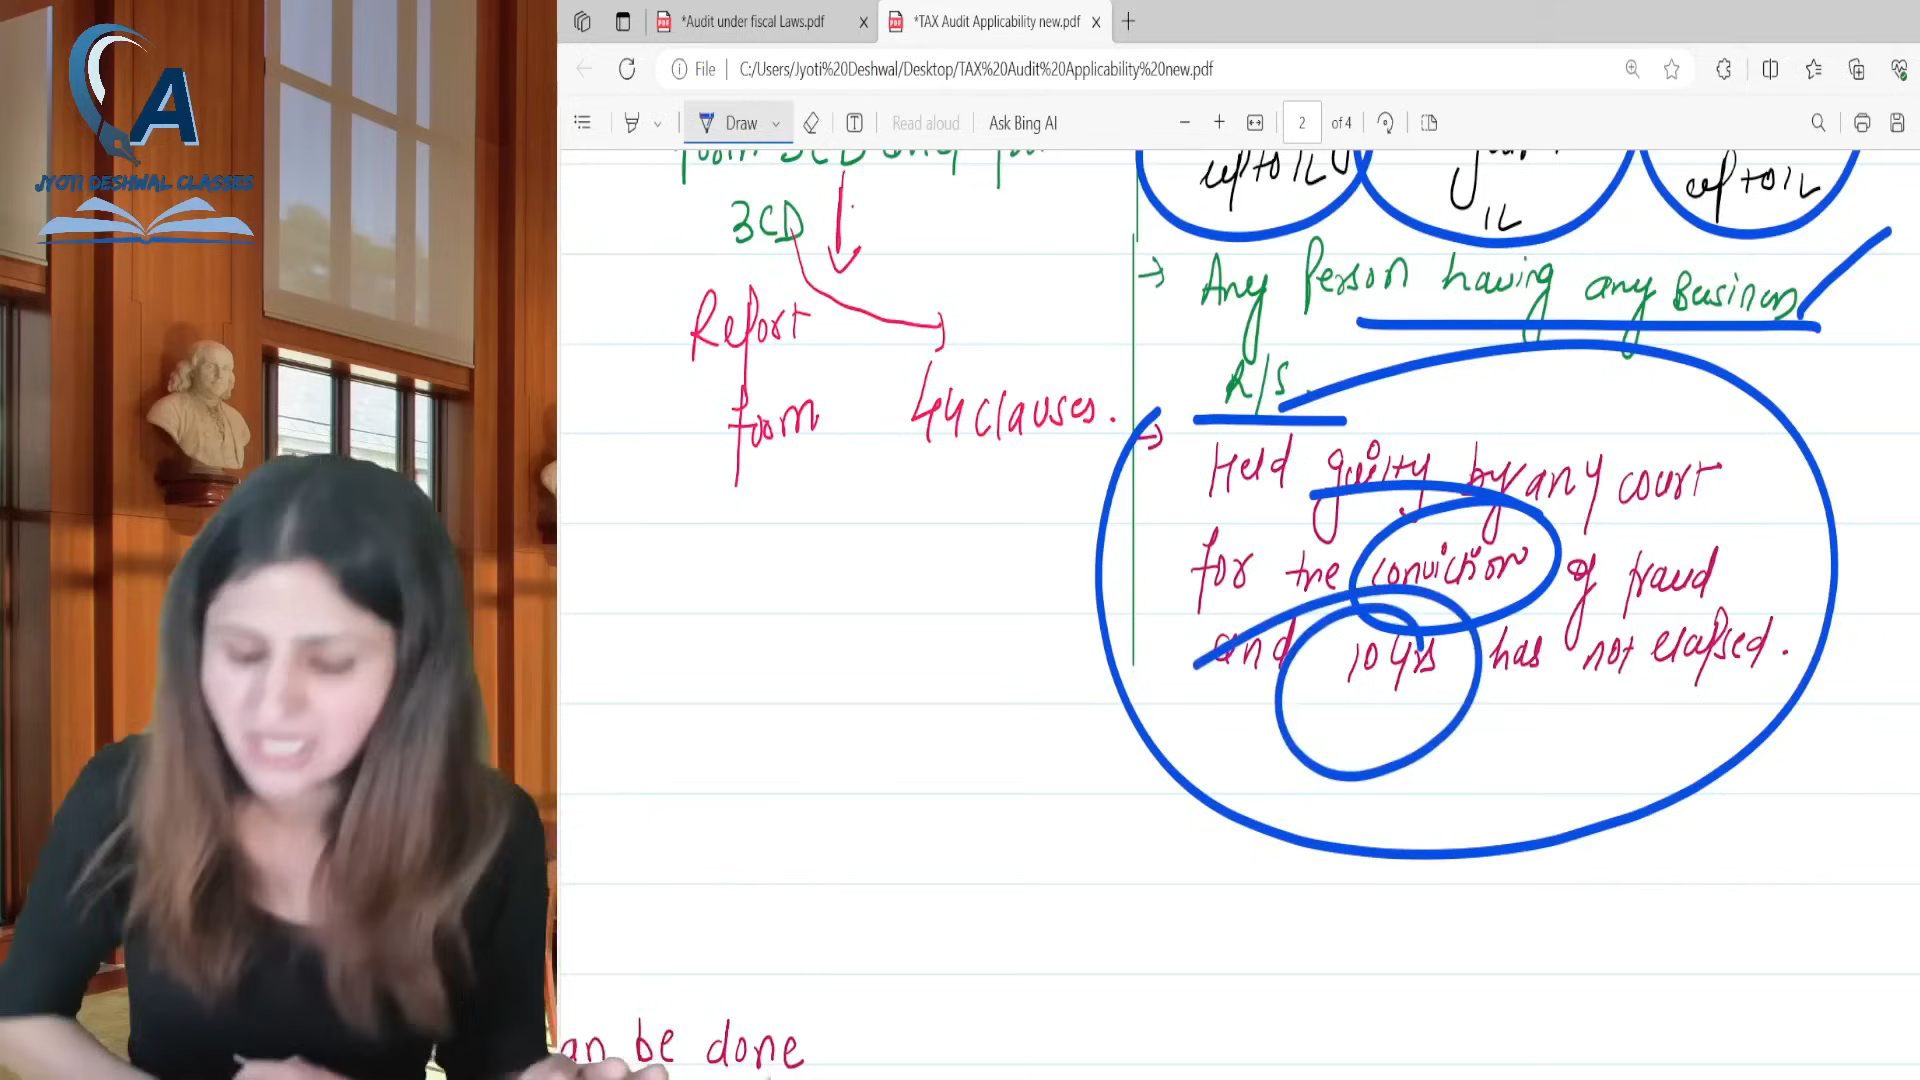 CA
JYOTI DESHWAL CLASSES
*Audit under fiscal Laws.pdf
*TAX Audit Applicability new.pdf
File
C:/Users/Jyoti%20Deshwal/Desktop/TAX%20Audit%20Applicability%20new.pdf
Draw
Read aloud
Ask Bing AI
2
of 4
3CD
Report
form
44 clauses.
upto 1L
1L
upto 1L
→ Any Person having any Business
R/S.
→ Held guilty by any court
for the conviction of fraud
and 10 yrs has not elapsed.
an be done